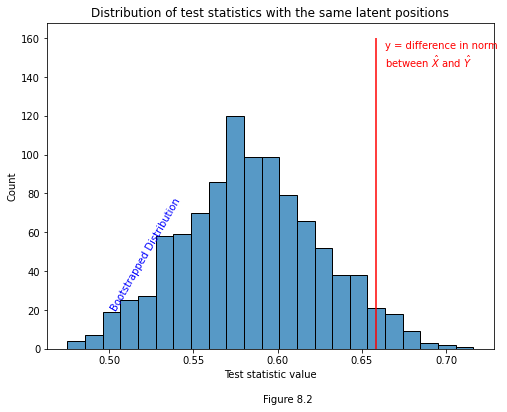 Distribution of test statistics with the same latent positions
160
140
120
100
80
60
40
20
0
Count
y = difference in norm
between X̂ and Ŷ
Bootstrapped Distribution
0.50 0.55 0.60 0.65 0.70
Test statistic value
Figure 8.2